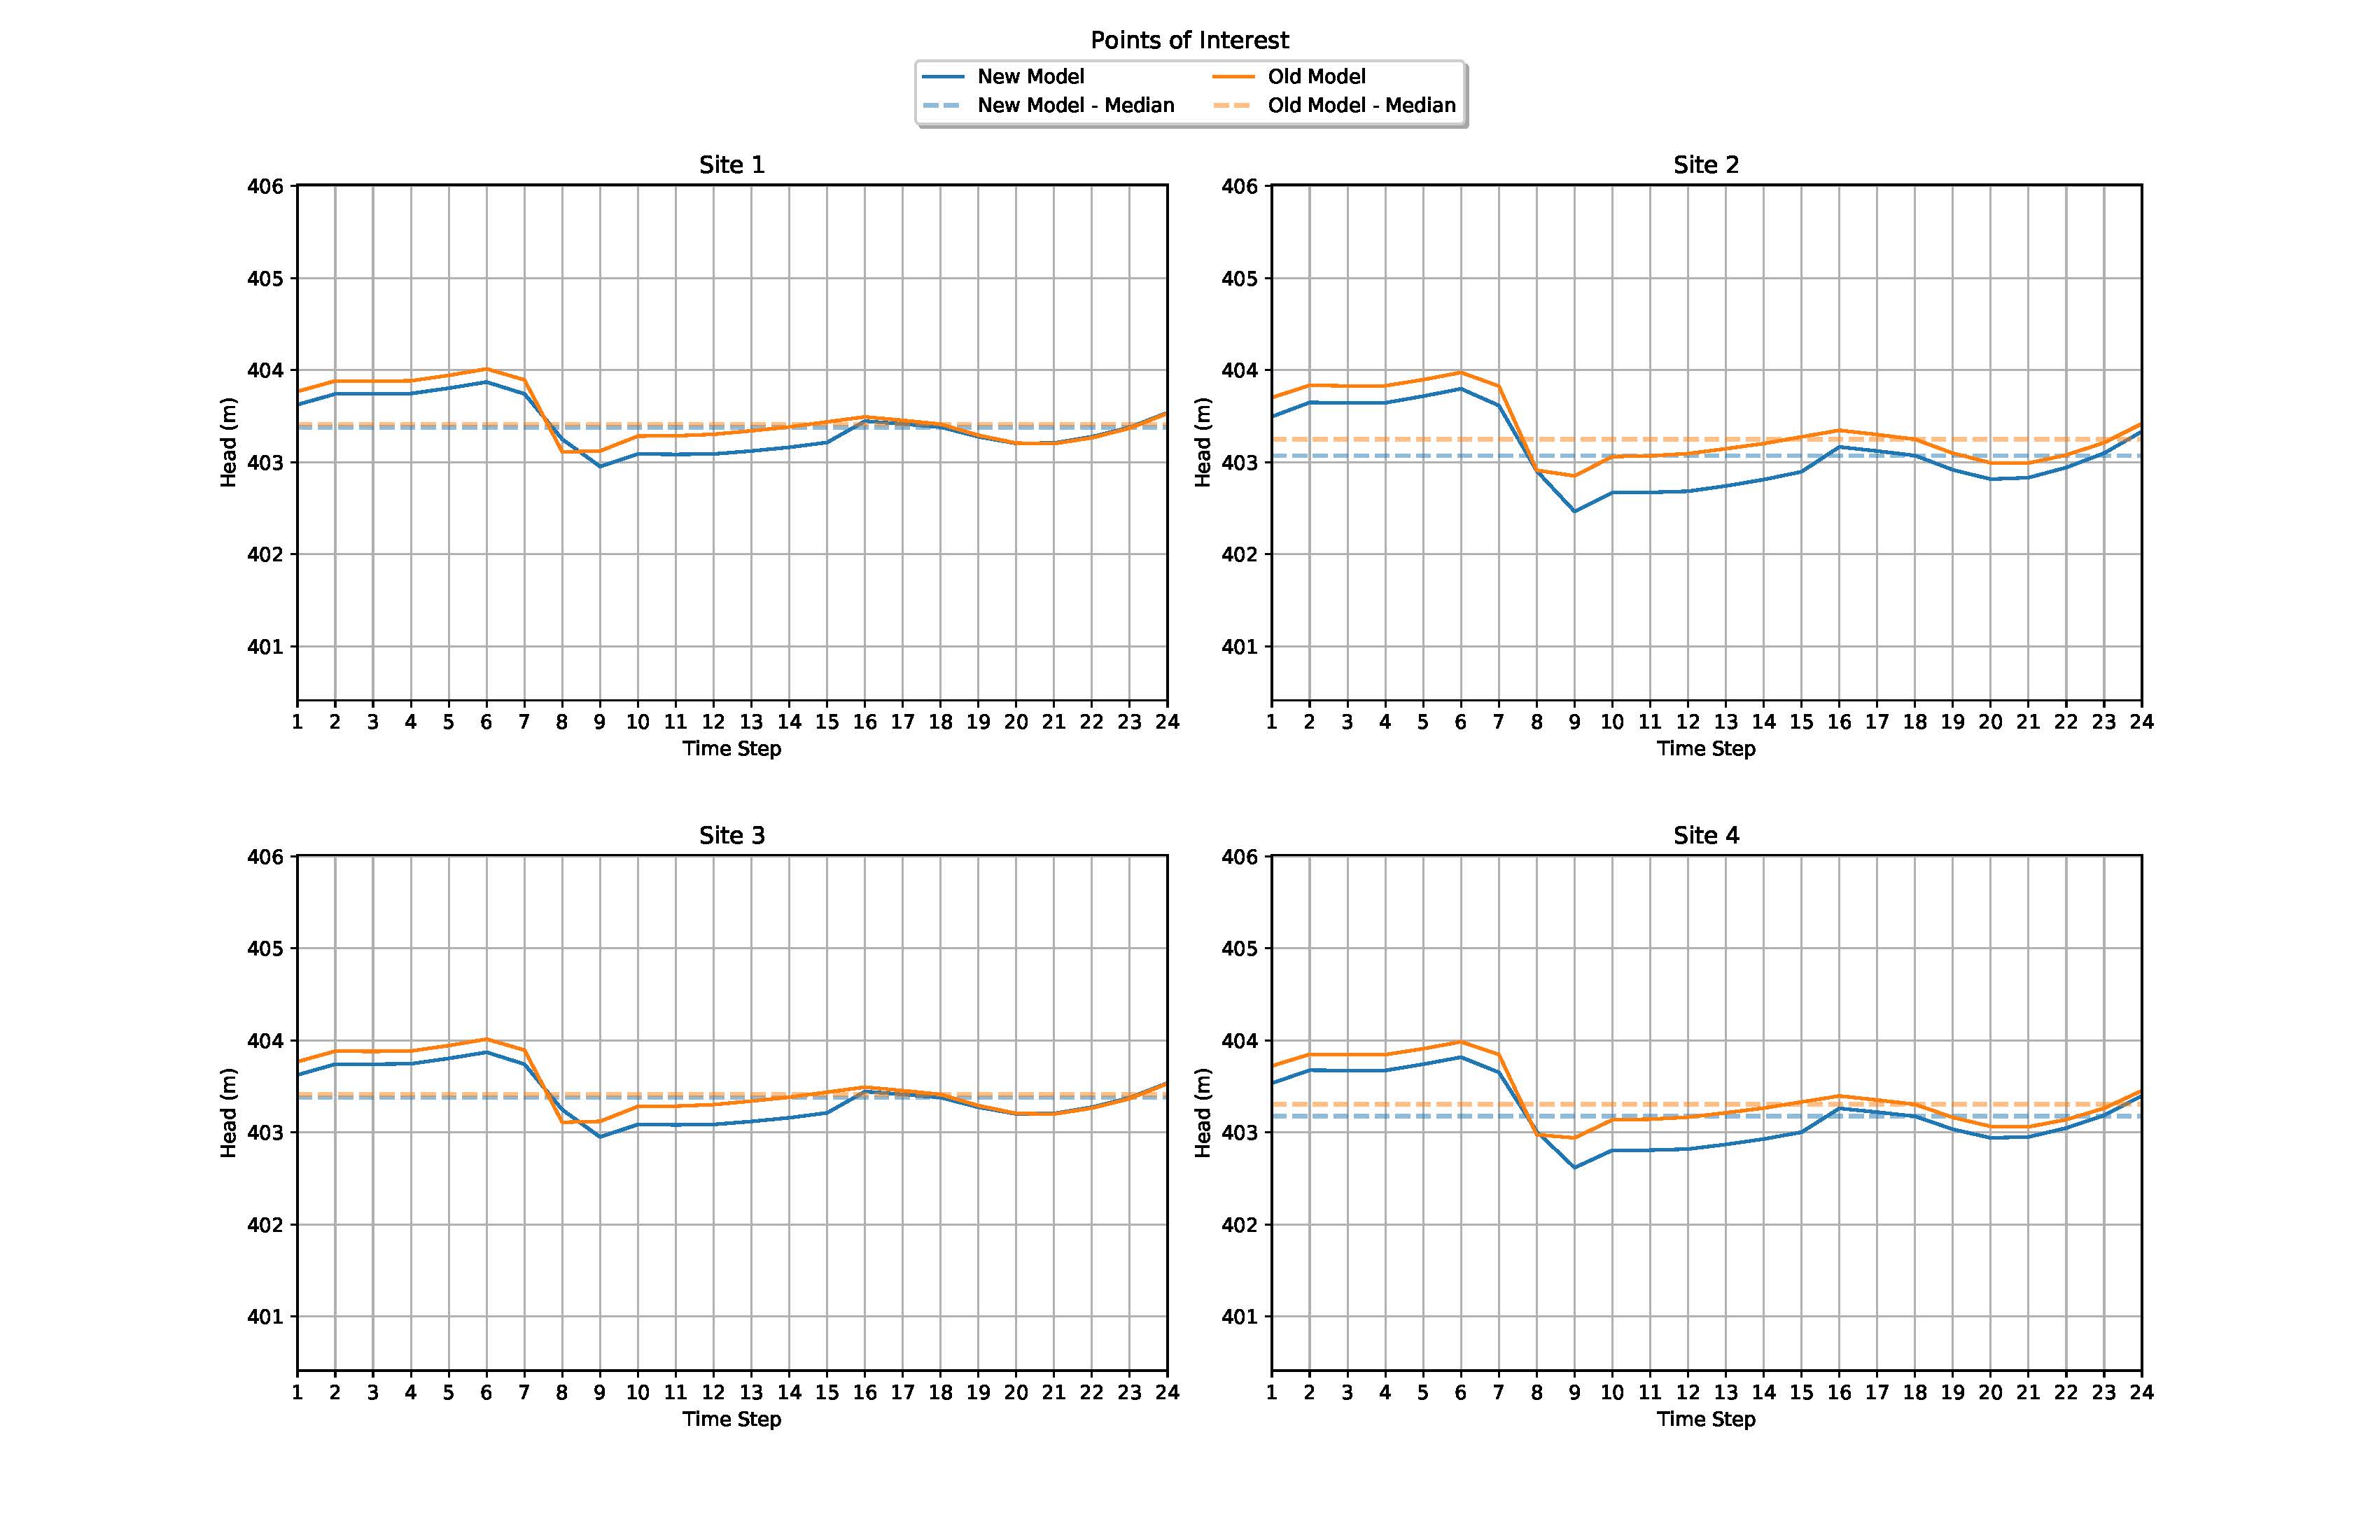 Points of Interest
New Model Old Model
New Model - Median Old Model - Median
Site 1
406
405
404
403
402
401
Head (m)
1 2 3 4 5 6 7 8 9 10 11 12 13 14 15 16 17 18 19 20 21 22 23 24
Time Step
Site 2
406
405
404
403
402
401
Head (m)
1 2 3 4 5 6 7 8 9 10 11 12 13 14 15 16 17 18 19 20 21 22 23 24
Time Step
Site 3
406
405
404
403
402
401
Head (m)
1 2 3 4 5 6 7 8 9 10 11 12 13 14 15 16 17 18 19 20 21 22 23 24
Time Step
Site 4
406
405
404
403
402
401
Head (m)
1 2 3 4 5 6 7 8 9 10 11 12 13 14 15 16 17 18 19 20 21 22 23 24
Time Step